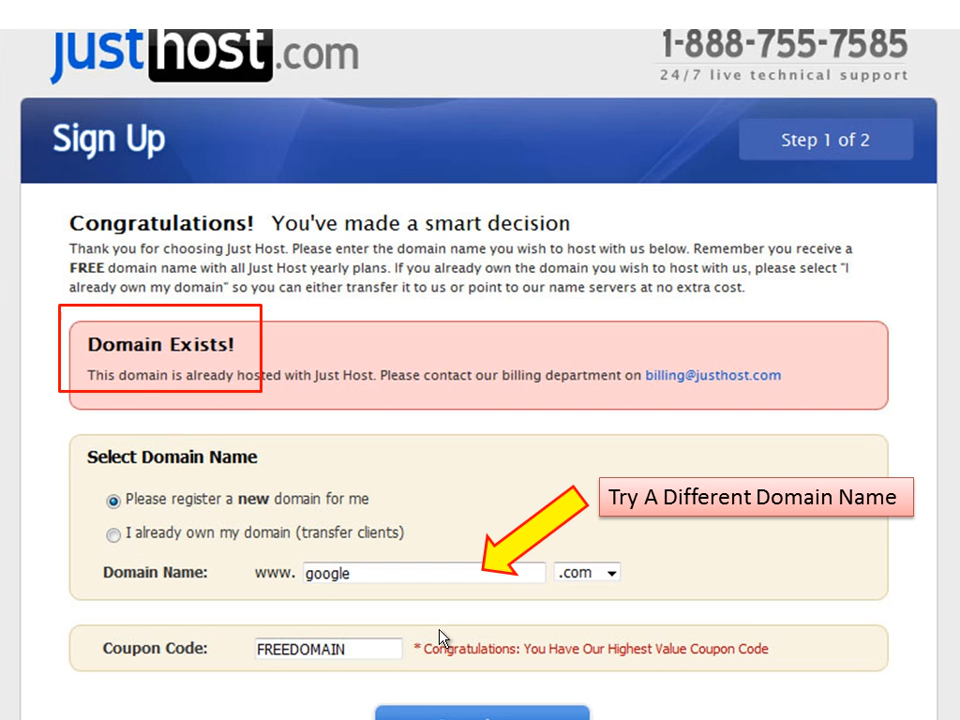 justhost.com
1-888-755-7585
24/7 live technical support
Sign Up
Step 1 of 2
Congratulations! You've made a smart decision
Thank you for choosing Just Host. Please enter the domain name you wish to host with us below. Remember you receive a
FREE domain name with all Just Host yearly plans. If you already own the domain you wish to host with us, please select "I
already own my domain" so you can either transfer it to us or point to our name servers at no extra cost.
Domain Exists!
This domain is already hosted with Just Host. Please contact our billing department on billing@justhost.com
Select Domain Name
Please register a new domain for me
Try A Different Domain Name
I already own my domain (transfer clients)
Domain Name: www. google .com
Coupon Code: FREEDOMAIN * Congratulations: You Have Our Highest Value Coupon Code